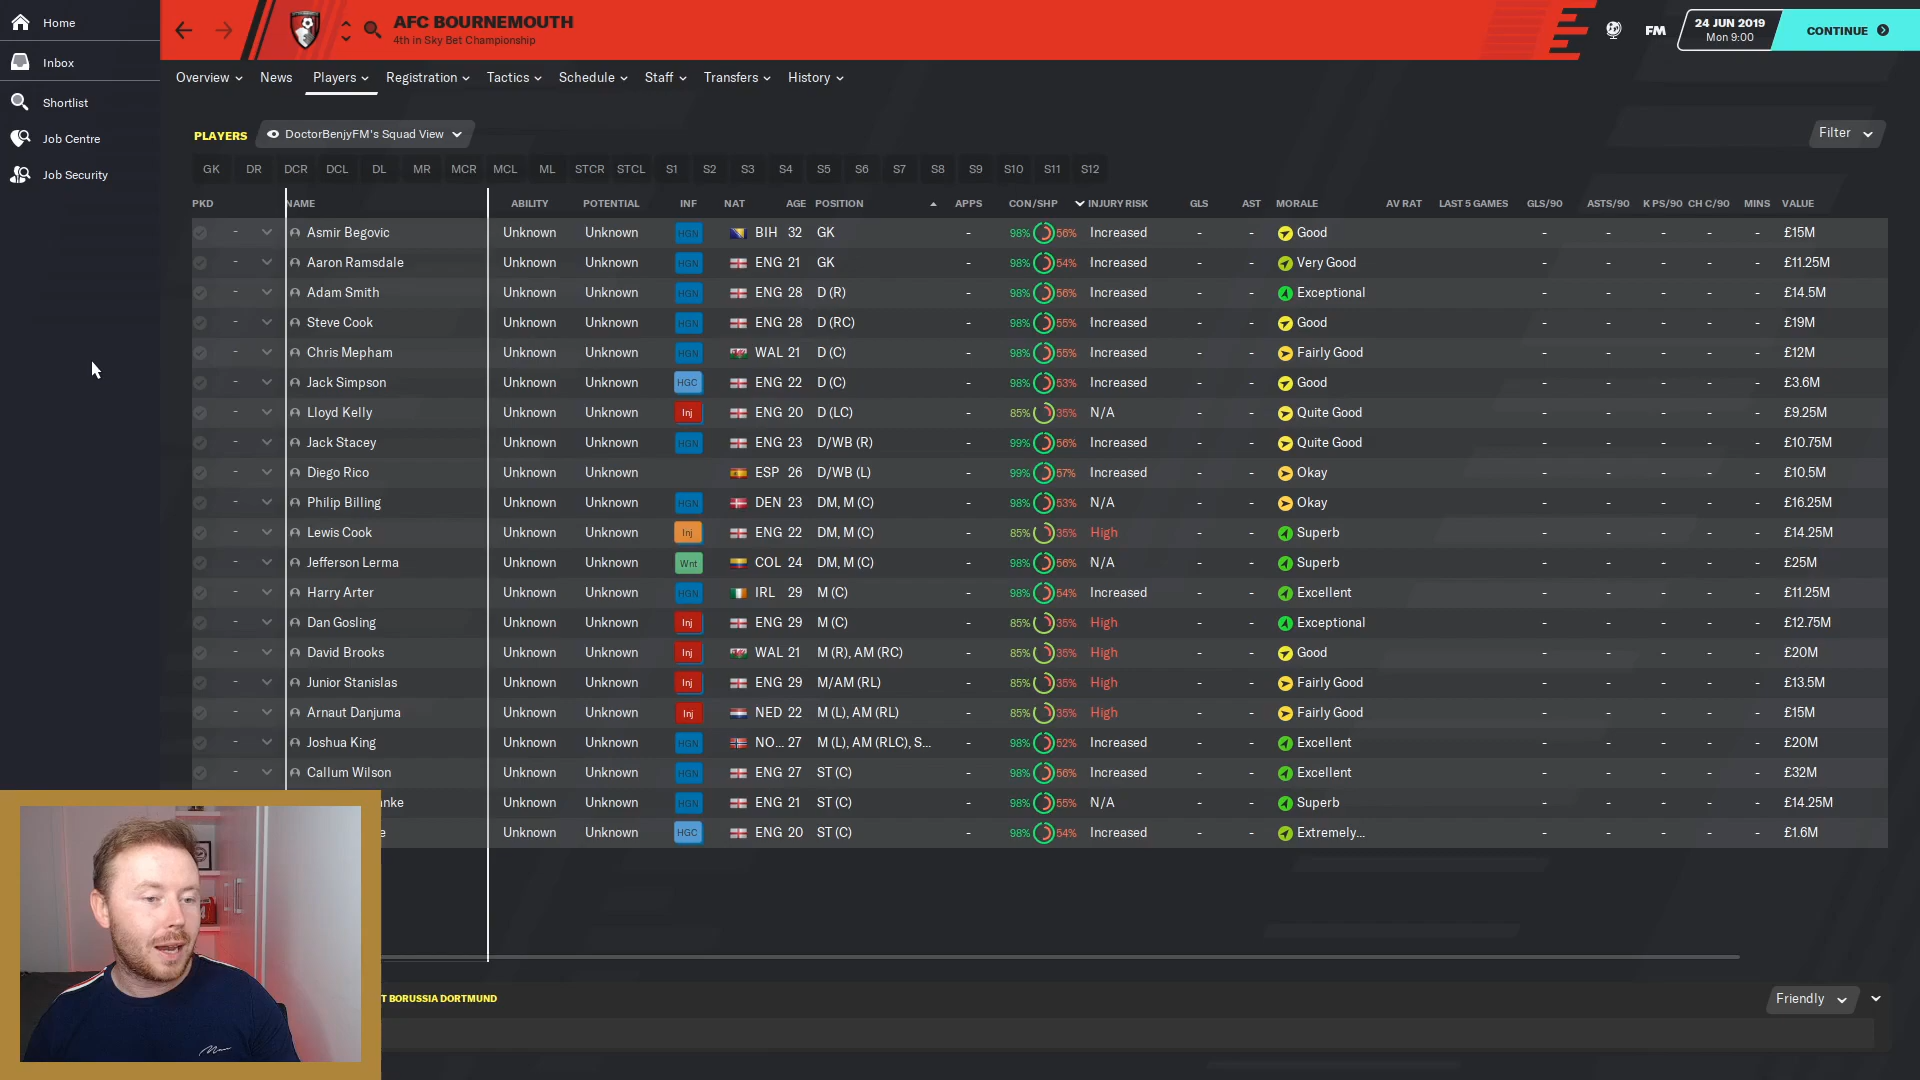 Home
Inbox
Shortlist
Job Centre
Job Security
AFC BOURNEMOUTH
4th in Sky Bet Championship
FM
24 JUN 2019
Mon 9:00
CONTINUE
Overview News Players Registration Tactics Schedule Staff Transfers History
PLAYERS DoctorBenjyFM's Squad View Filter
GK DR DCR DCL DL MR MCR MCL ML STCR STCL S1 S2 S3 S4 S5 S6 S7 S8 S9 S10 S11 S12
PKD NAME ABILITY POTENTIAL INF NAT AGE POSITION APPS CON/SHP INJURY RISK GLS AST MORALE AV RAT LAST 5 GAMES GLS/90 ASTS/90 K PS/90 CH C/90 MINS VALUE
- Asmir Begovic Unknown Unknown HGN BIH 32 GK - 98% 56% Increased - - Good - - - - - £15M
- Aaron Ramsdale Unknown Unknown HGN ENG 21 GK - 98% 54% Increased - - Very Good - - - - - £11.25M
- Adam Smith Unknown Unknown HGN ENG 28 D (R) - 98% 56% Increased - - Exceptional - - - - - £14.5M
- Steve Cook Unknown Unknown HGN ENG 28 D (RC) - 98% 55% Increased - - Good - - - - - £19M
- Chris Mepham Unknown Unknown HGN WAL 21 D (C) - 98% 55% Increased - - Fairly Good - - - - - £12M
- Jack Simpson Unknown Unknown HGC ENG 22 D (C) - 98% 53% Increased - - Good - - - - - £3.6M
- Lloyd Kelly Unknown Unknown Inj ENG 20 D (LC) - 85% 35% N/A - - Quite Good - - - - - £9.25M
- Jack Stacey Unknown Unknown HGN ENG 23 D/WB (R) - 99% 56% Increased - - Quite Good - - - - - £10.75M
- Diego Rico Unknown Unknown ESP 26 D/WB (L) - 99% 57% Increased - - Okay - - - - - £10.5M
- Philip Billing Unknown Unknown HGN DEN 23 DM, M (C) - 98% 53% N/A - - Okay - - - - - £16.25M
- Lewis Cook Unknown Unknown Inj ENG 22 DM, M (C) - 85% 35% High - - Superb - - - - - £14.25M
- Jefferson Lerma Unknown Unknown Wnt COL 24 DM, M (C) - 98% 56% N/A - - Superb - - - - - £25M
- Harry Arter Unknown Unknown HGN IRL 29 M (C) - 98% 54% Increased - - Excellent - - - - - £11.25M
- Dan Gosling Unknown Unknown Inj ENG 29 M (C) - 85% 35% High - - Exceptional - - - - - £12.75M
- David Brooks Unknown Unknown Inj WAL 21 M (R), AM (RC) - 85% 35% High - - Good - - - - - £20M
- Junior Stanislas Unknown Unknown Inj ENG 29 M/AM (RL) - 85% 35% High - - Fairly Good - - - - - £13.5M
- Arnaut Danjuma Unknown Unknown Inj NED 22 M (L), AM (RL) - 85% 35% High - - Fairly Good - - - - - £15M
- Joshua King Unknown Unknown HGN NO... 27 M (L), AM (RLC), S... - 98% 52% Increased - - Excellent - - - - - £20M
- Callum Wilson Unknown Unknown HGN ENG 27 ST (C) - 98% 56% Increased - - Excellent - - - - - £32M
anke Unknown Unknown HGN ENG 21 ST (C) - 98% 55% N/A - - Superb - - - - - £14.25M
e Unknown Unknown HGC ENG 20 ST (C) - 98% 54% Increased - - Extremely... - - - - - £1.6M
T BORUSSIA DORTMUND Friendly